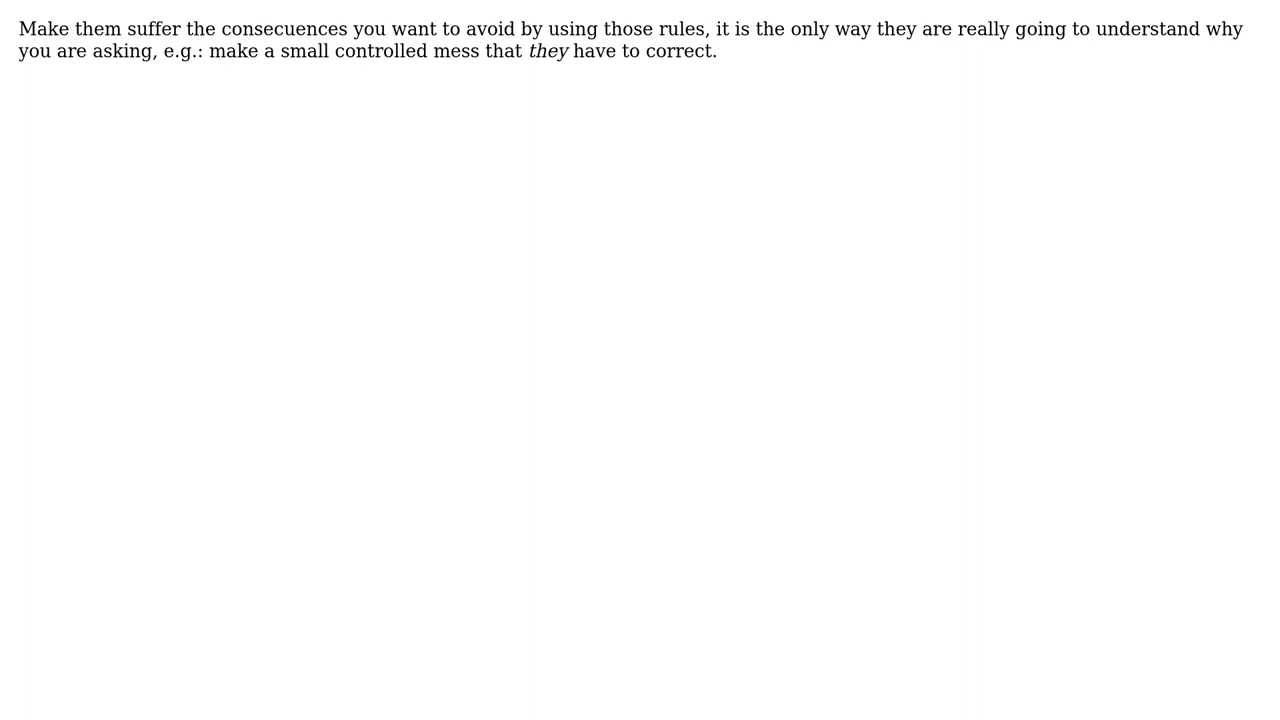 Make them suffer the consecuences you want to avoid by using those rules, it is the only way they are really going to understand why
you are asking, e.g.: make a small controlled mess that they have to correct.